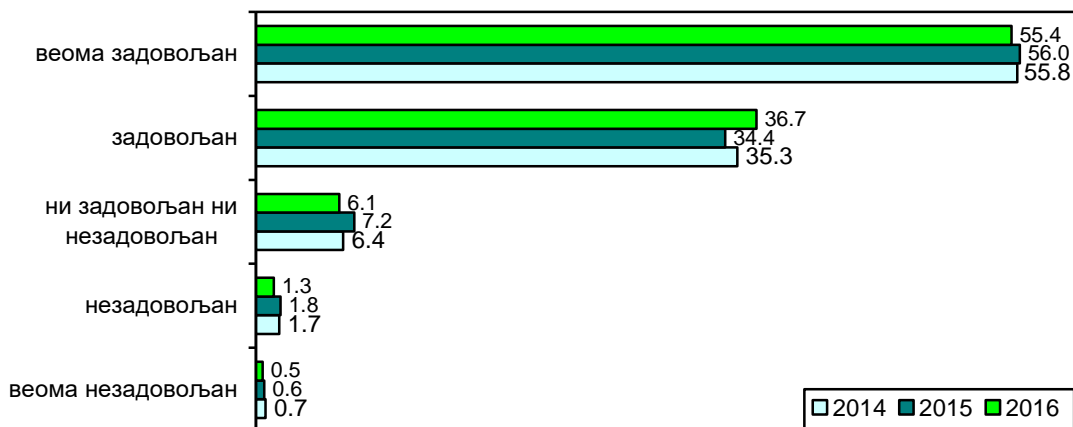 веома задовољан
55.4
56.0
55.8
задовољан
36.7
34.4
35.3
ни задовољан ни
незадовољан
6.1
7.2
6.4
незадовољан
1.3
1.8
1.7
веома незадовољан
0.5
0.6
0.7
2014 2015 2016